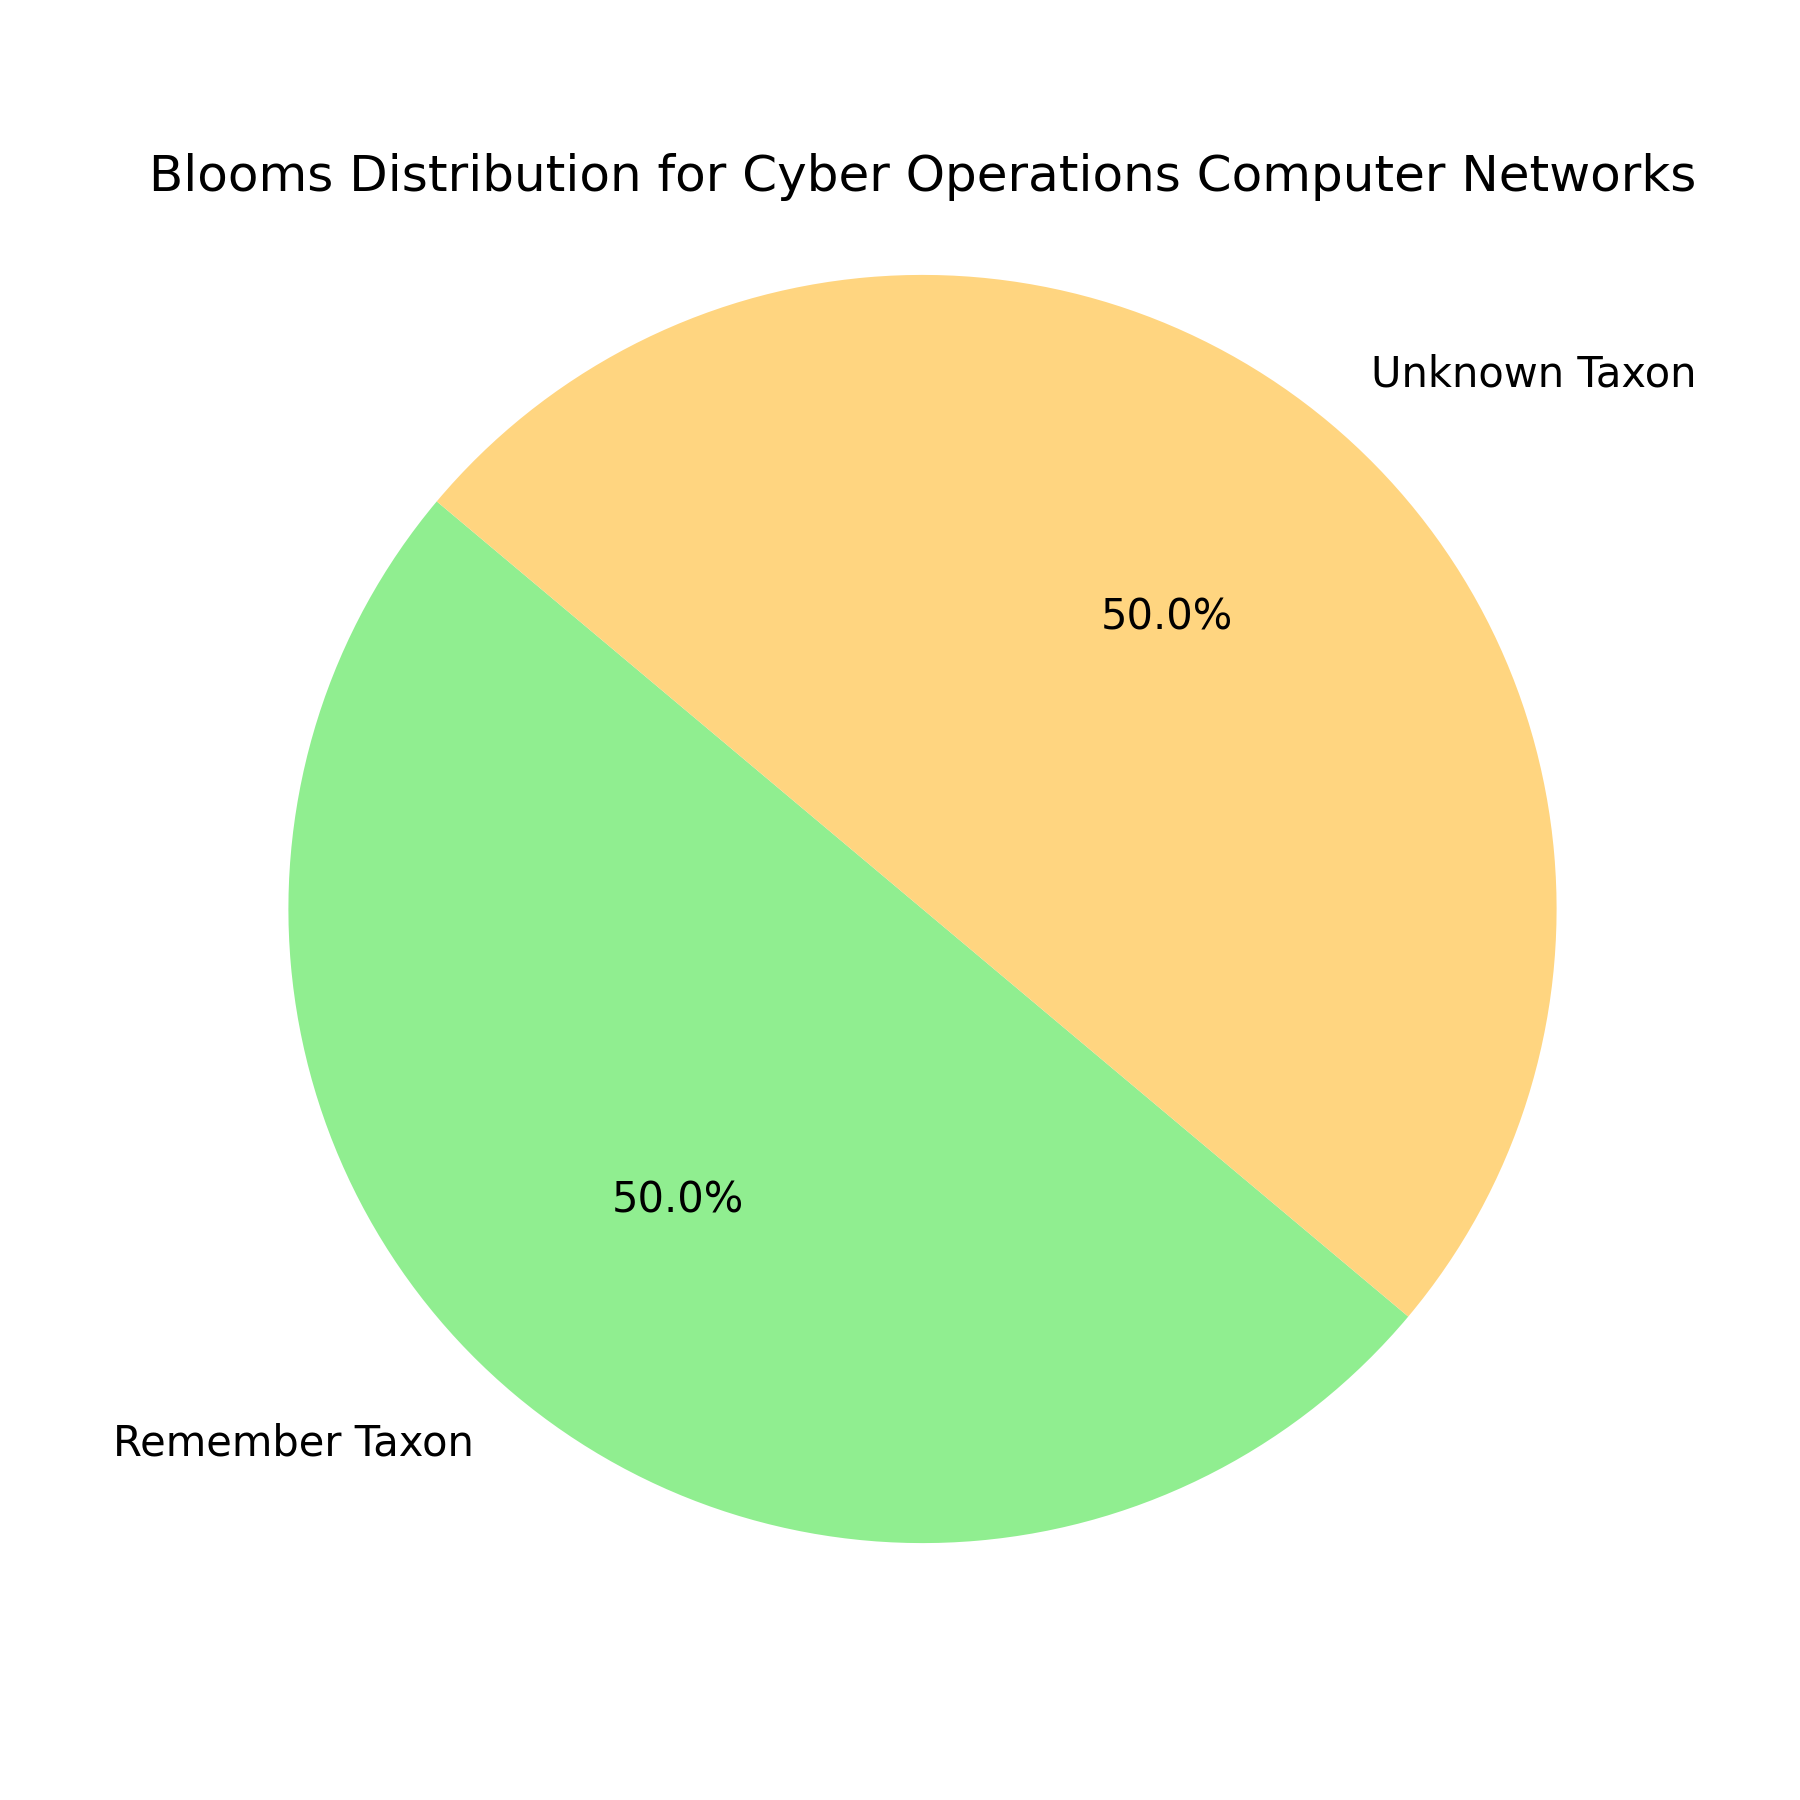 Blooms Distribution for Cyber Operations Computer Networks
Unknown Taxon
50.0%
50.0%
Remember Taxon